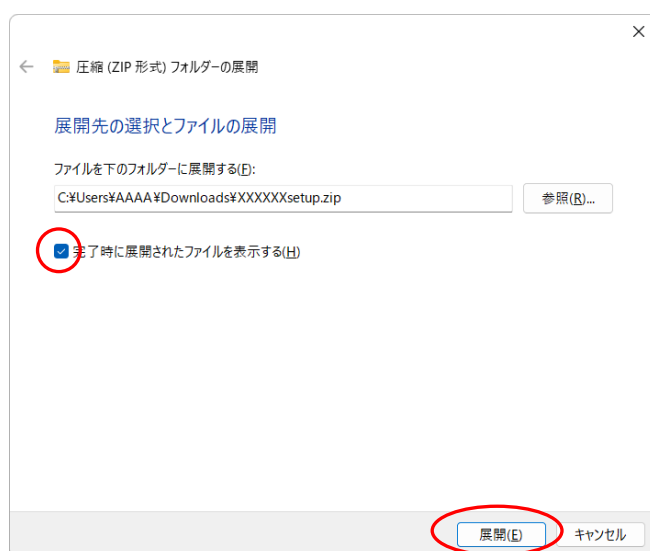 圧縮 (ZIP 形式) フォルダーの展開
展開先の選択とファイルの展開
ファイルを下のフォルダーに展開する(F):
C:¥Users¥AAAA¥Downloads¥XXXXXXsetup.zip
参照(R)...
完了時に展開されたファイルを表示する(H)
展開(E)
キャンセル